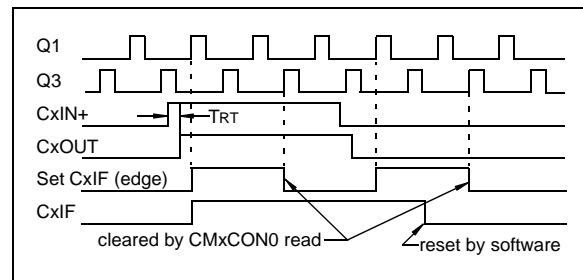 Q1
Q3
CxIN+
TRT
CxOUT
Set CxIF (edge)
CxIF
cleared by CMxCON0 read
reset by software